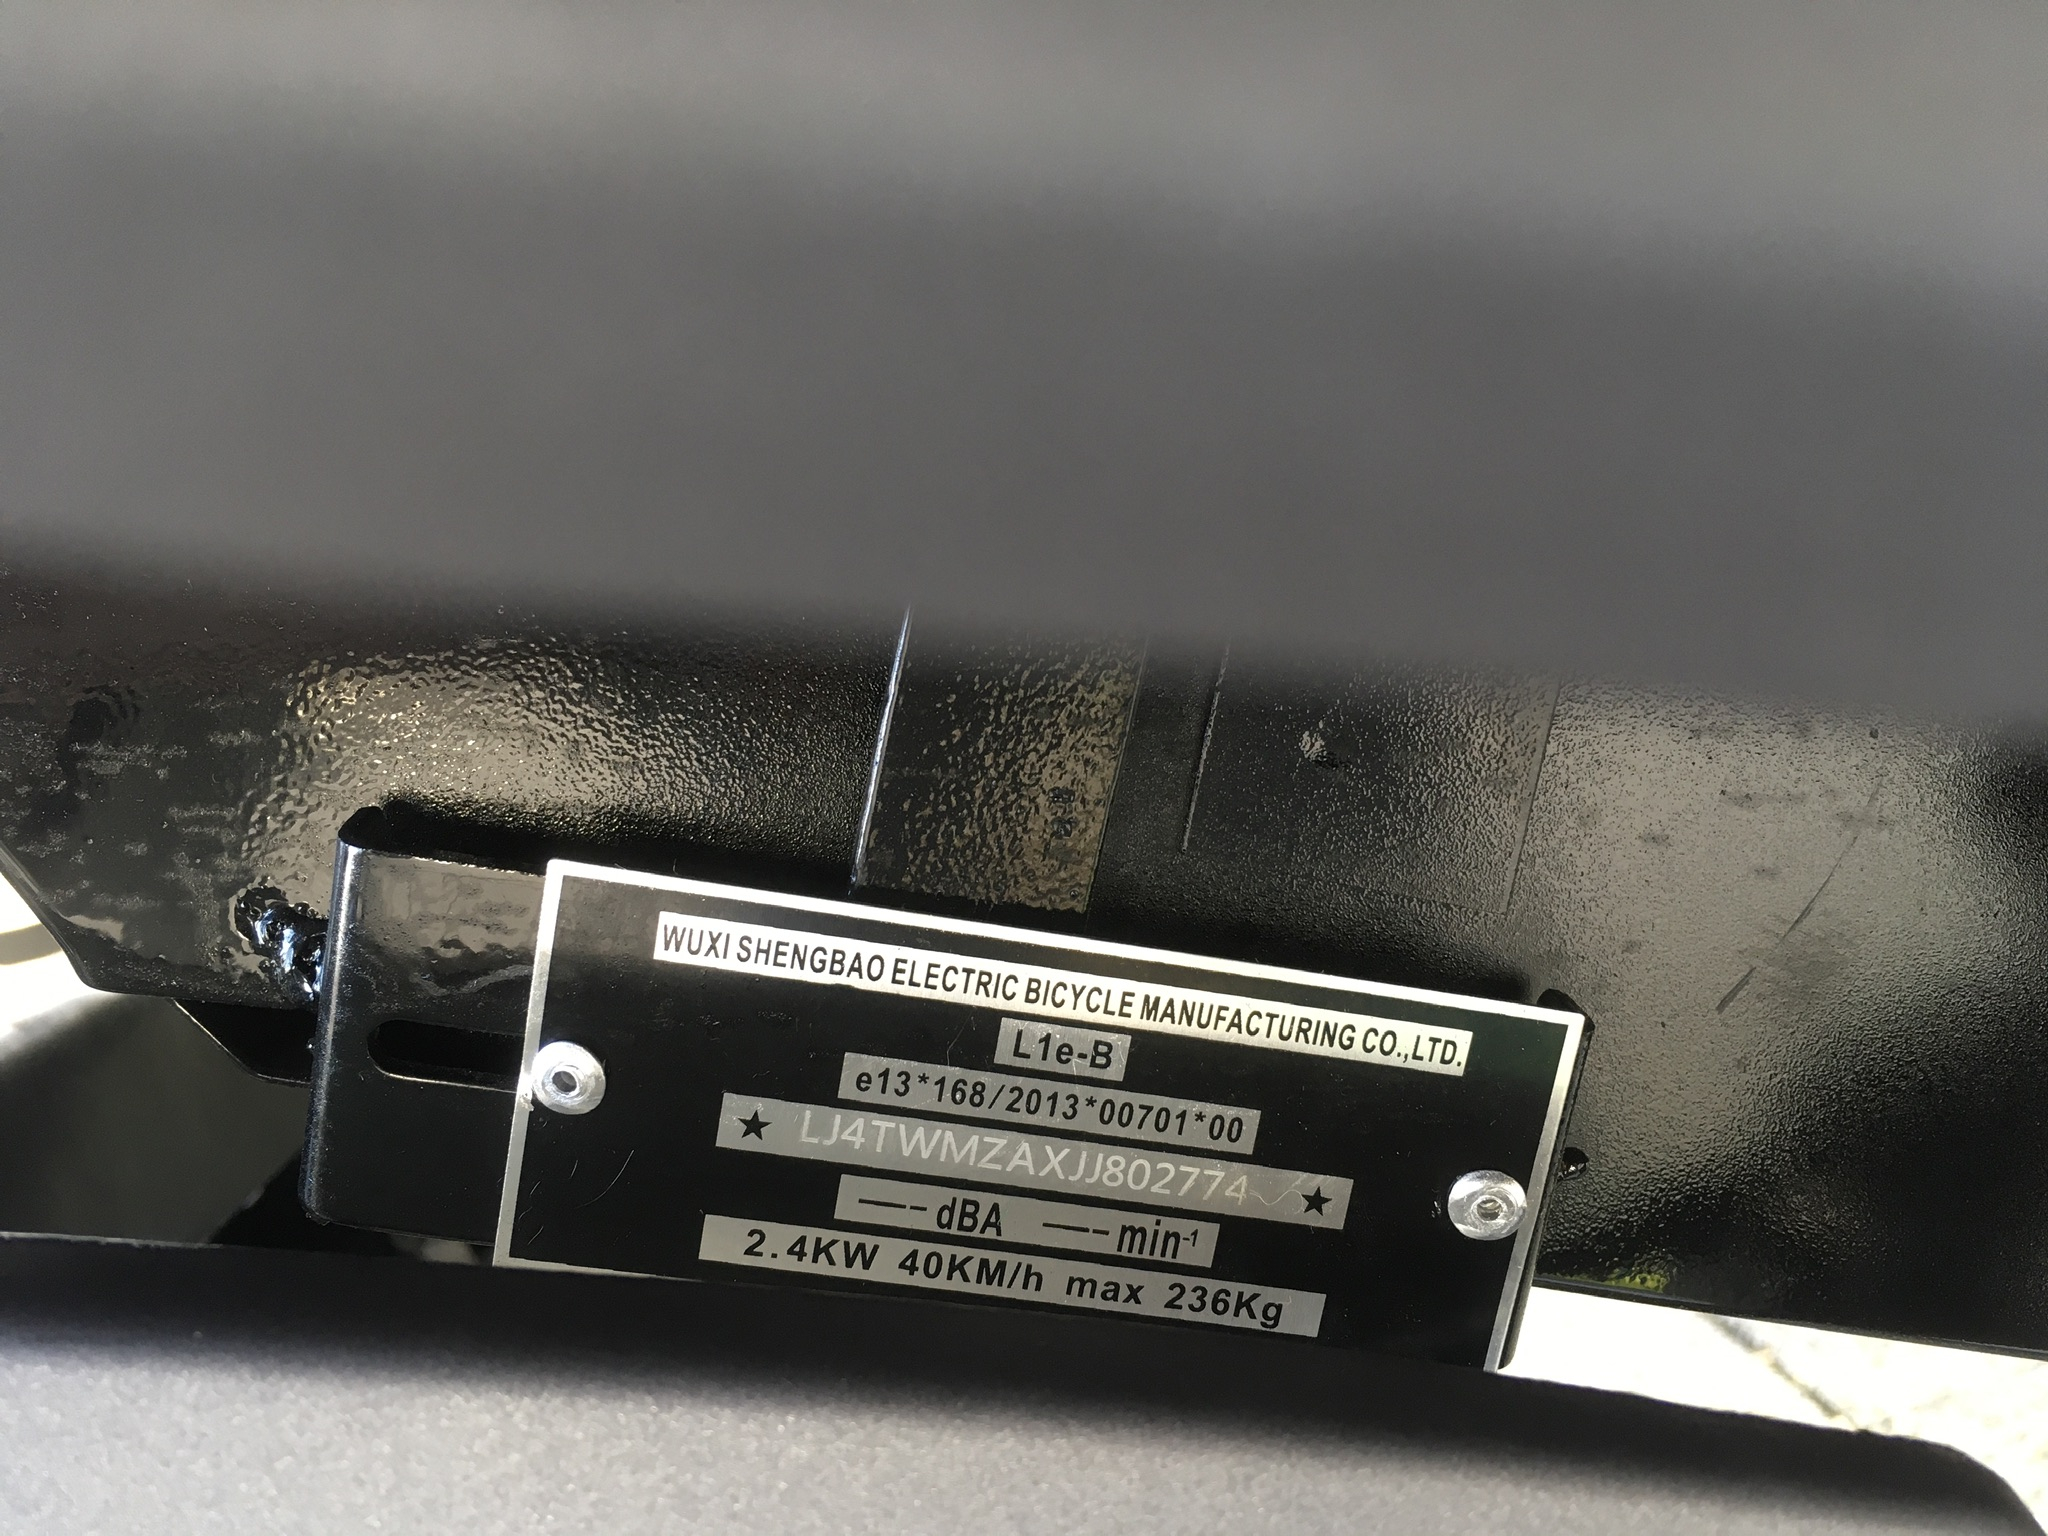 WUXI SHENGBAO ELECTRIC BICYCLE MANUFACTURING CO.,LTD.
L1e-B
e13*168/2013*00701*00
★ LJ4TWMZAXJJ802774 ★
—--dBA —--min-¹
2.4KW 40KM/h max 236Kg